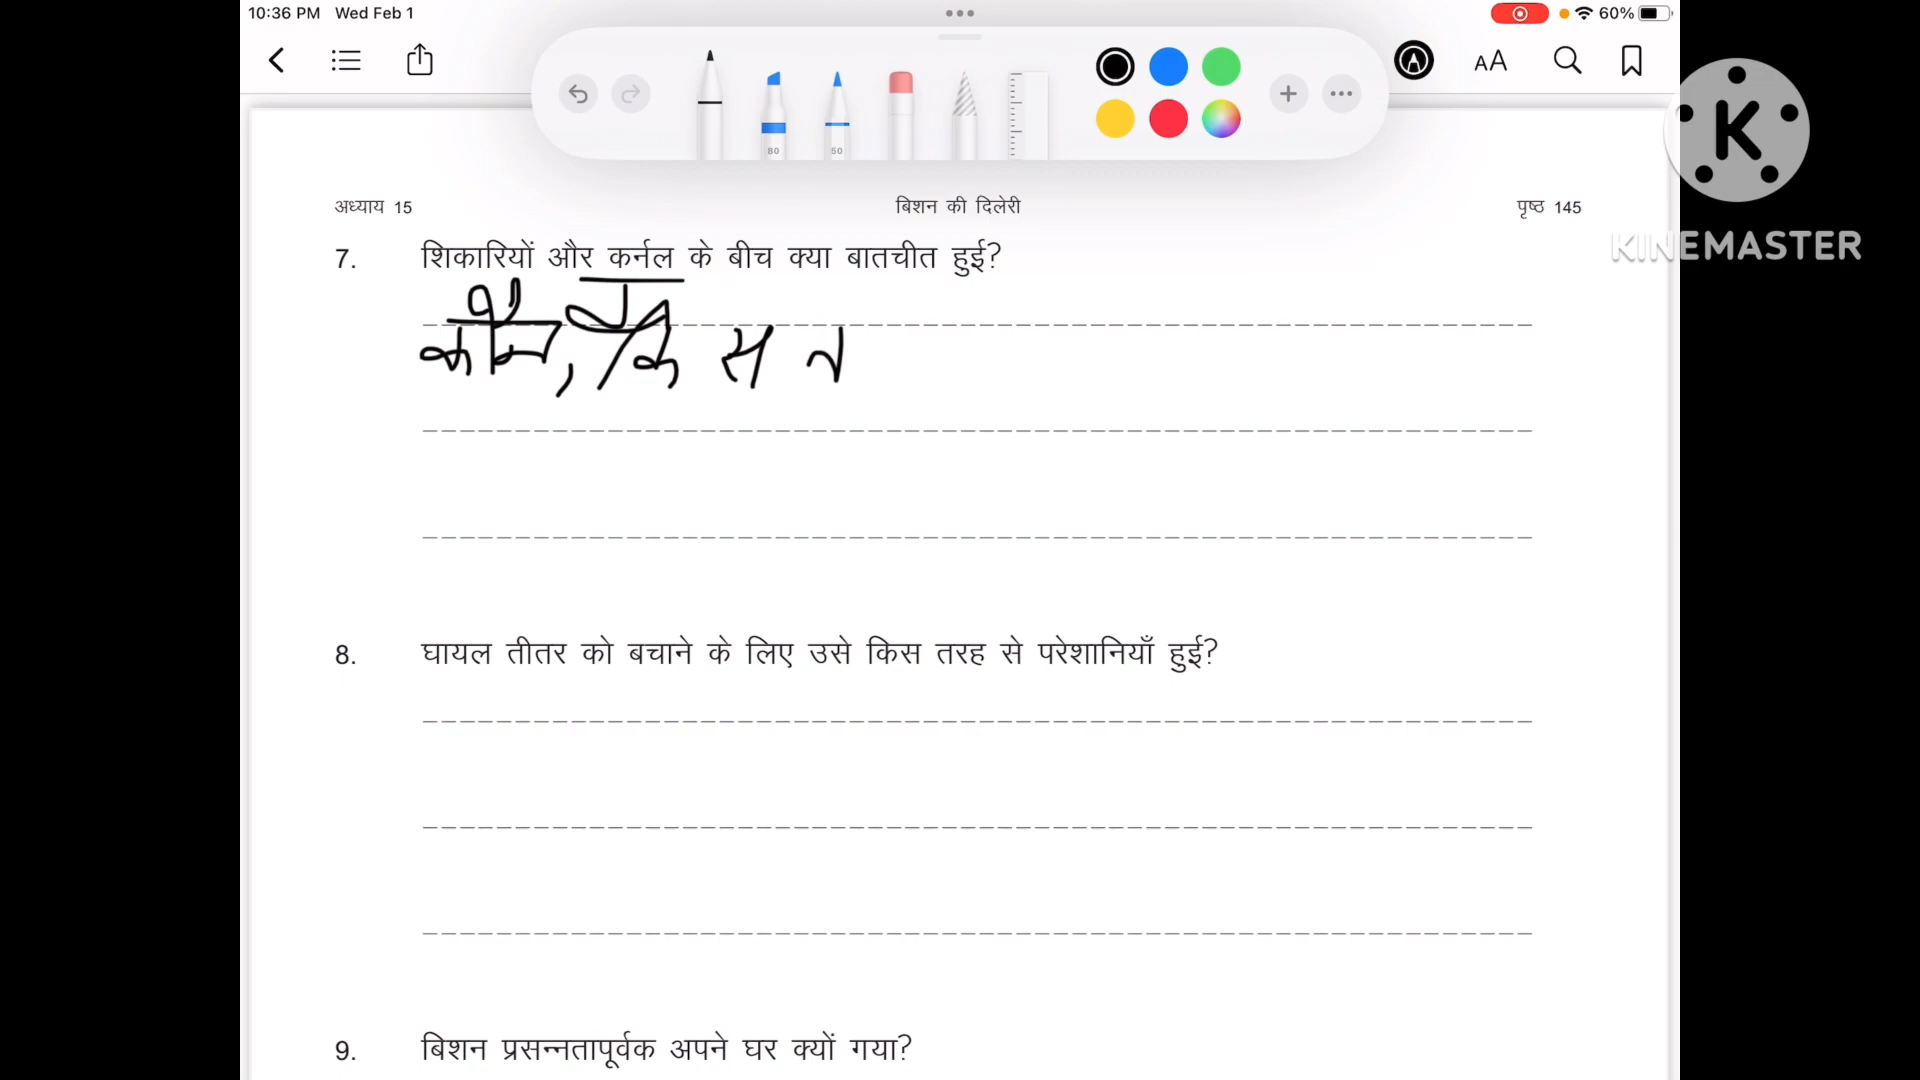 10:36 PM Wed Feb 1
60%
80
50
K
KINEMASTER
अध्याय 15 बिशन की दिलेरी पृष्ठ 145
7. शिकारियों और कर्नल के बीच क्या बातचीत हुई?
8. घायल तीतर को बचाने के लिए उसे किस तरह से परेशानियाँ हुई?
9. बिशन प्रसन्नतापूर्वक अपने घर क्यों गया?